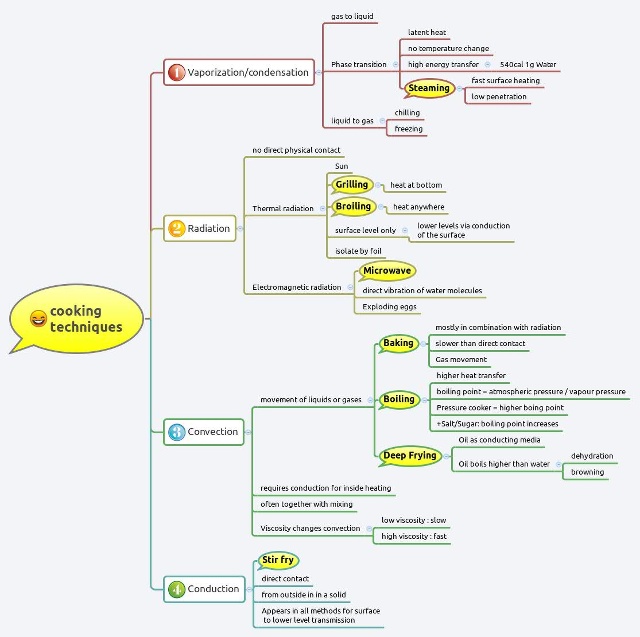 cooking
techniques
1 Vaporization/condensation
gas to liquid
Phase transition
latent heat
no temperature change
high energy transfer
540cal 1g Water
Steaming
fast surface heating
low penetration
liquid to gas
chilling
freezing
2 Radiation
no direct physical contact
Thermal radiation
Sun
Grilling
heat at bottom
Broiling
heat anywhere
surface level only
lower levels via conduction
of the surface
isolate by foil
Electromagnetic radiation
Microwave
direct vibration of water molecules
Exploding eggs
3 Convection
movement of liquids or gases
Baking
mostly in combination with radiation
slower than direct contact
Gas movement
Boiling
higher heat transfer
boiling point = atmospheric pressure / vapour pressure
Pressure cooker = higher boing point
+Salt/Sugar: boiling point increases
Deep Frying
Oil as conducting media
Oil boils higher than water
dehydration
browning
requires conduction for inside heating
often together with mixing
Viscosity changes convection
low viscosity : slow
high viscosity : fast
4 Conduction
Stir fry
direct contact
from outside in in a solid
Appears in all methods for surface
to lower level transmission